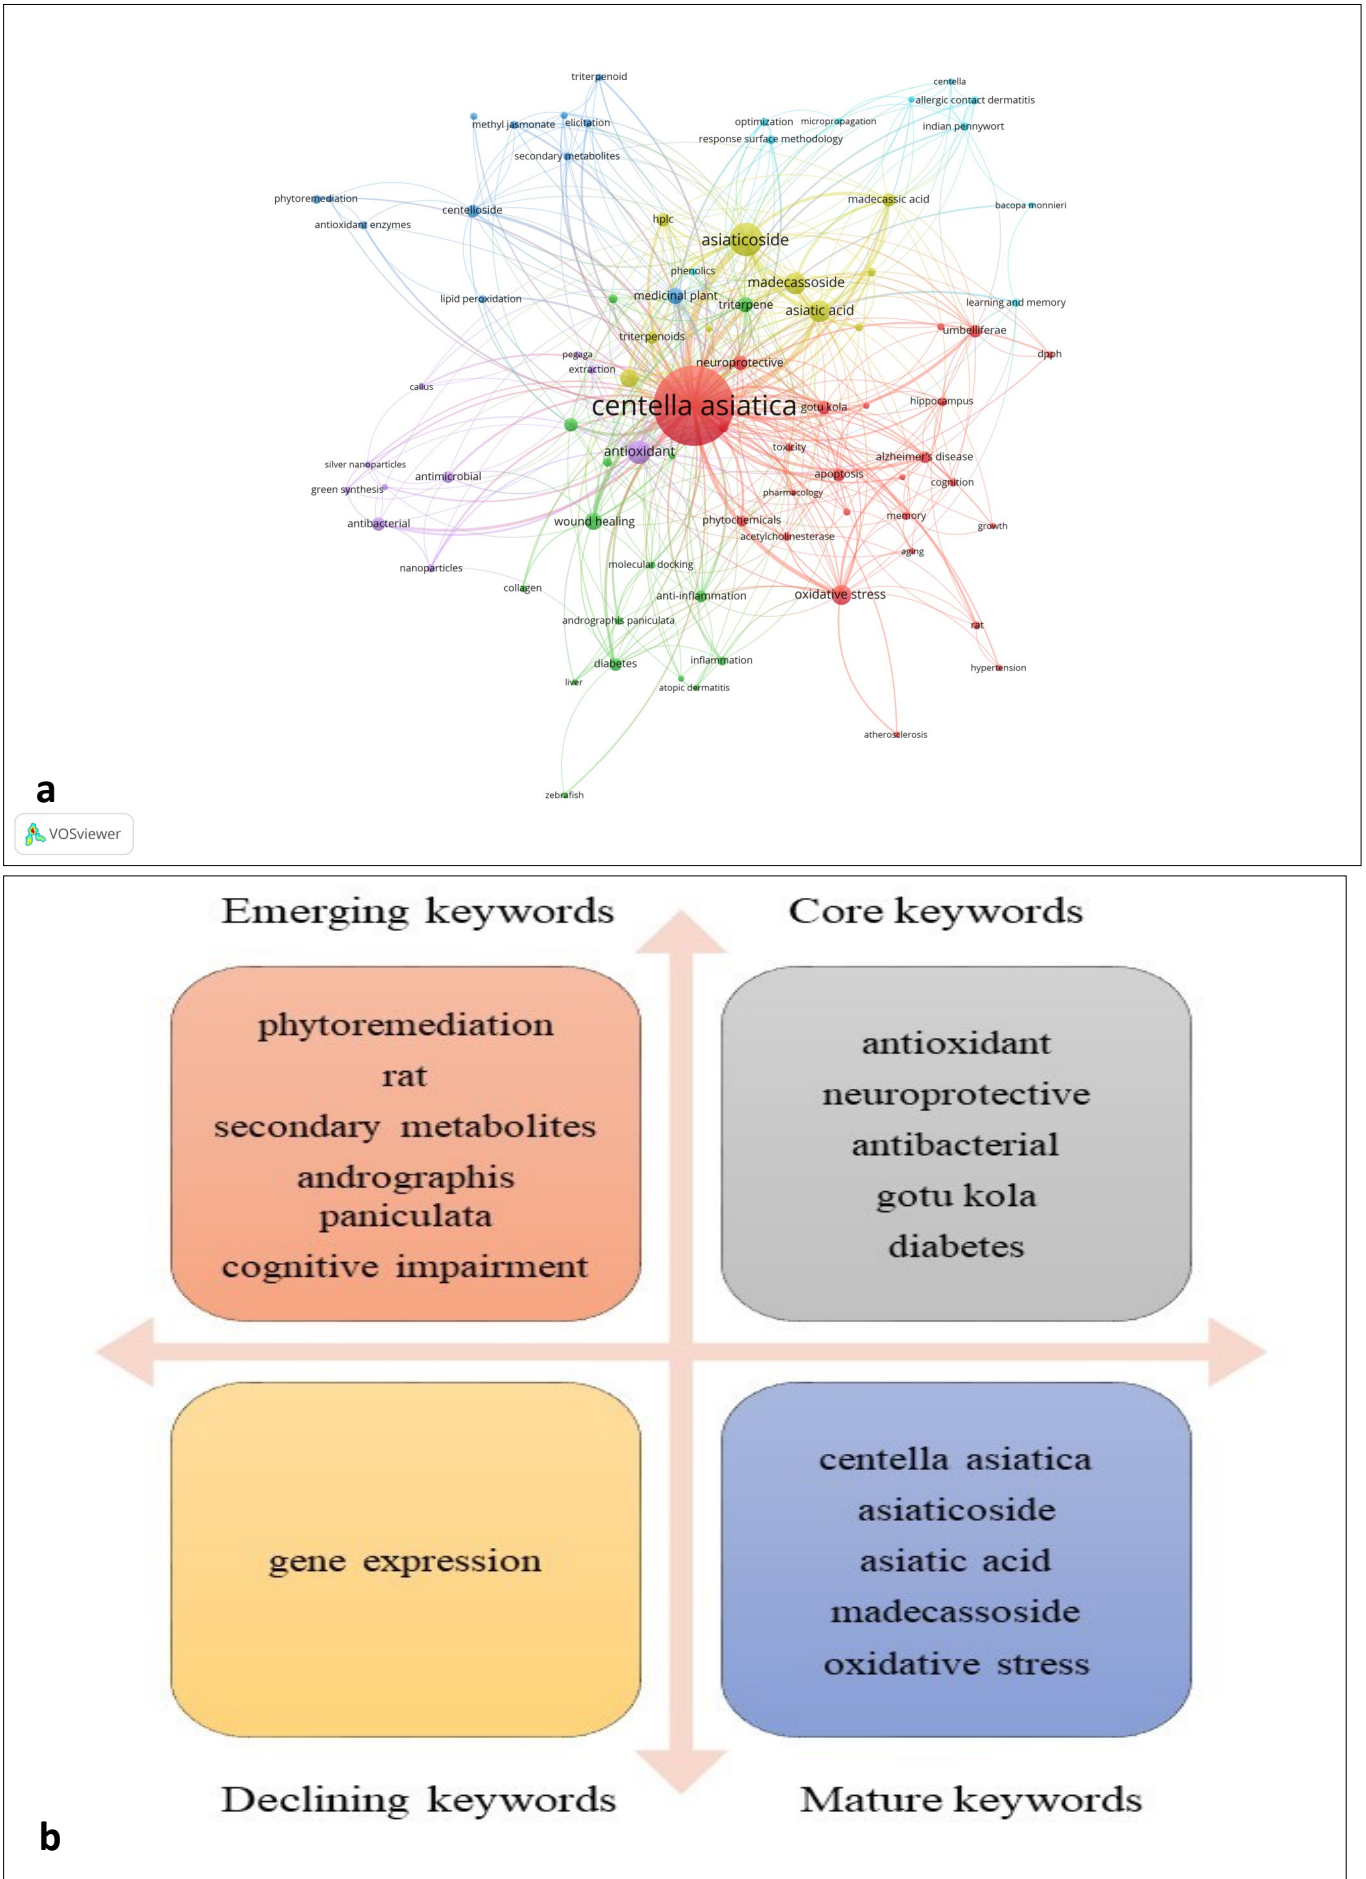 triterpenoid
centella
allergic contact dermatitis
methyl jasmonate
elicitation
optimization
micropropagation
indian pennywort
response surface methodology
secondary metabolites
phytoremediation
madecassic acid
bacopa monnieri
centelloside
hplc
antioxidant enzymes
asiaticoside
phenolics
madecassoside
medicinal plant
lipid peroxidation
triterpene
asiatic acid
learning and memory
umbelliferae
triterpenoids
pegaga
dpph
extraction
neuroprotective
callus
centella asiatica
gotu kola
hippocampus
toxicity
antioxidant
alzheimer's disease
silver nanoparticles
antimicrobial
apoptosis
cognition
green synthesis
pharmacology
antibacterial
wound healing
phytochemicals
memory
growth
acetylcholinesterase
aging
nanoparticles
molecular docking
collagen
anti-inflammation
oxidative stress
andrographis paniculata
rat
diabetes
inflammation
hypertension
liver
atopic dermatitis
atherosclerosis
zebrafish
a
VOSviewer
Emerging keywords
Core keywords
phytoremediation
rat
secondary metabolites
andrographis
paniculata
cognitive impairment
antioxidant
neuroprotective
antibacterial
gotu kola
diabetes
gene expression
centella asiatica
asiaticoside
asiatic acid
madecassoside
oxidative stress
Declining keywords
Mature keywords
b